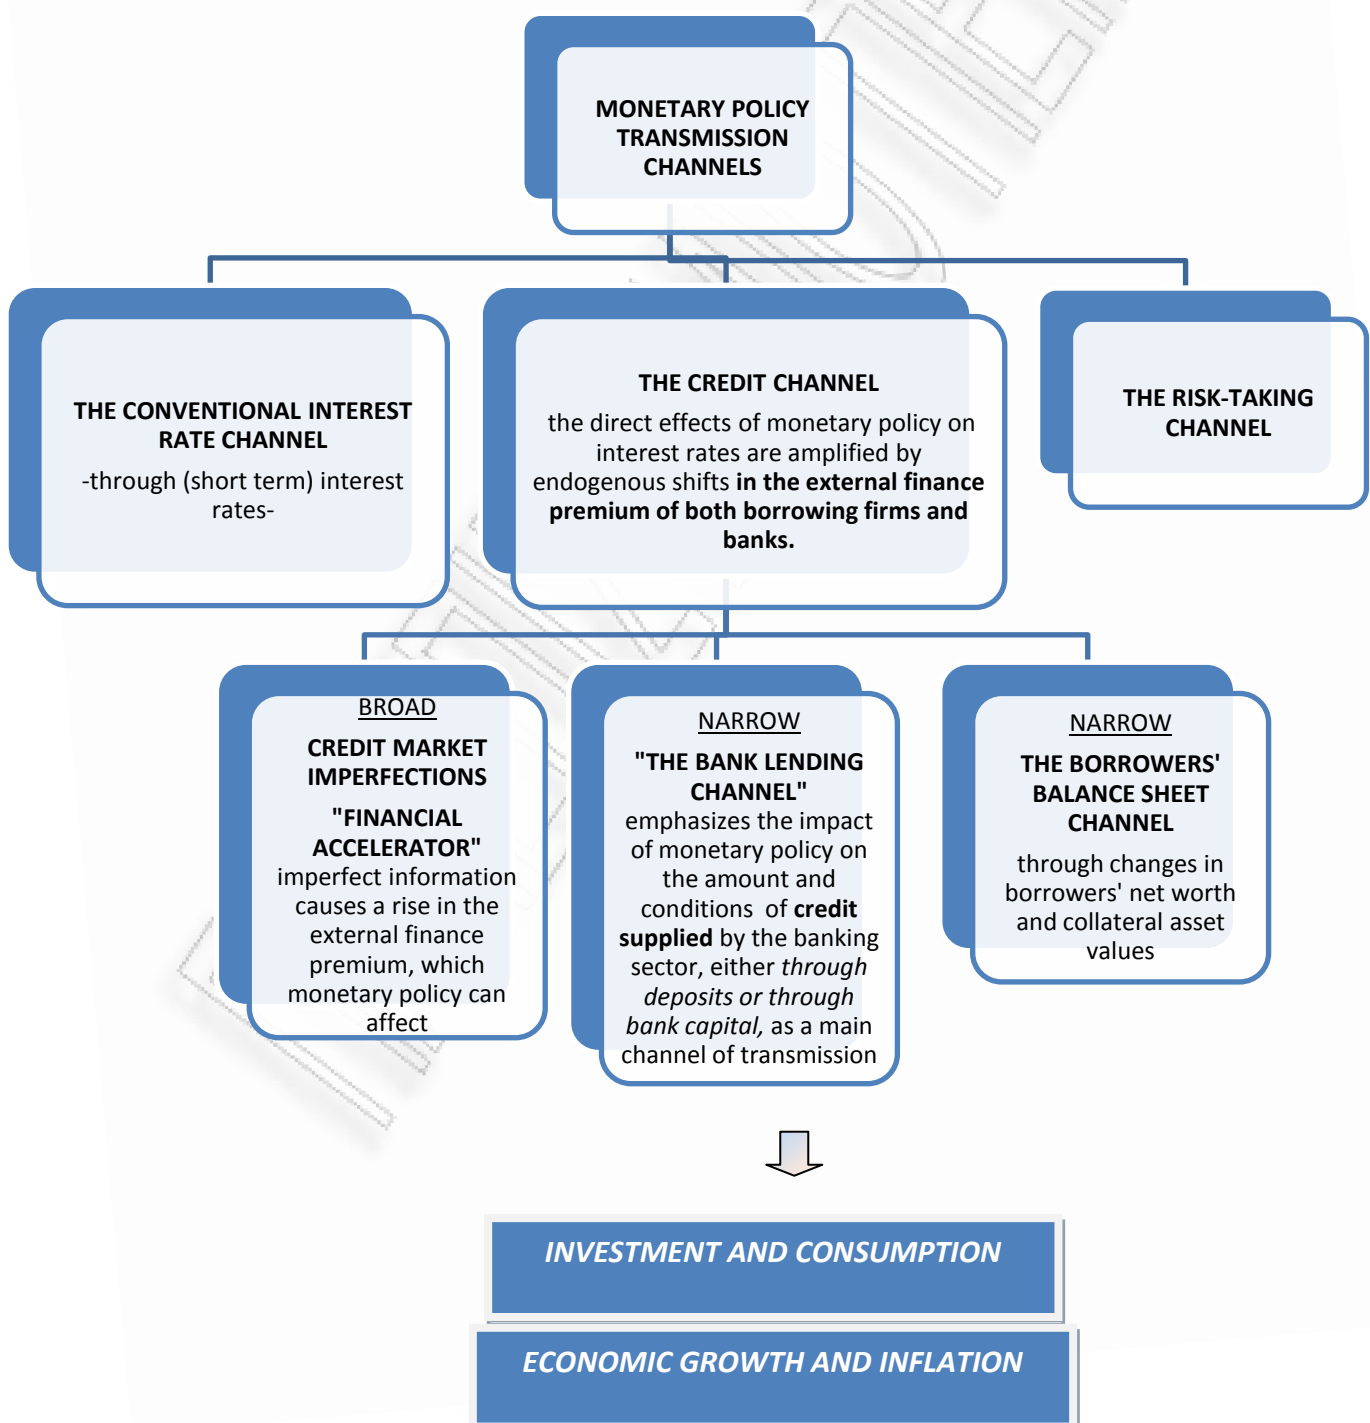 MONETARY POLICY
TRANSMISSION
CHANNELS
THE CONVENTIONAL INTEREST
RATE CHANNEL
-through (short term) interest
rates-
THE CREDIT CHANNEL
the direct effects of monetary policy on
interest rates are amplified by
endogenous shifts in the external finance
premium of both borrowing firms and
banks.
THE RISK-TAKING
CHANNEL
BROAD
CREDIT MARKET
IMPERFECTIONS
"FINANCIAL
ACCELERATOR"
imperfect information
causes a rise in the
external finance
premium, which
monetary policy can
affect
NARROW
"THE BANK LENDING
CHANNEL"
emphasizes the impact
of monetary policy on
the amount and
conditions of credit
supplied by the banking
sector, either through
deposits or through
bank capital, as a main
channel of transmission
NARROW
THE BORROWERS'
BALANCE SHEET
CHANNEL
through changes in
borrowers' net worth
and collateral asset
values
INVESTMENT AND CONSUMPTION
ECONOMIC GROWTH AND INFLATION